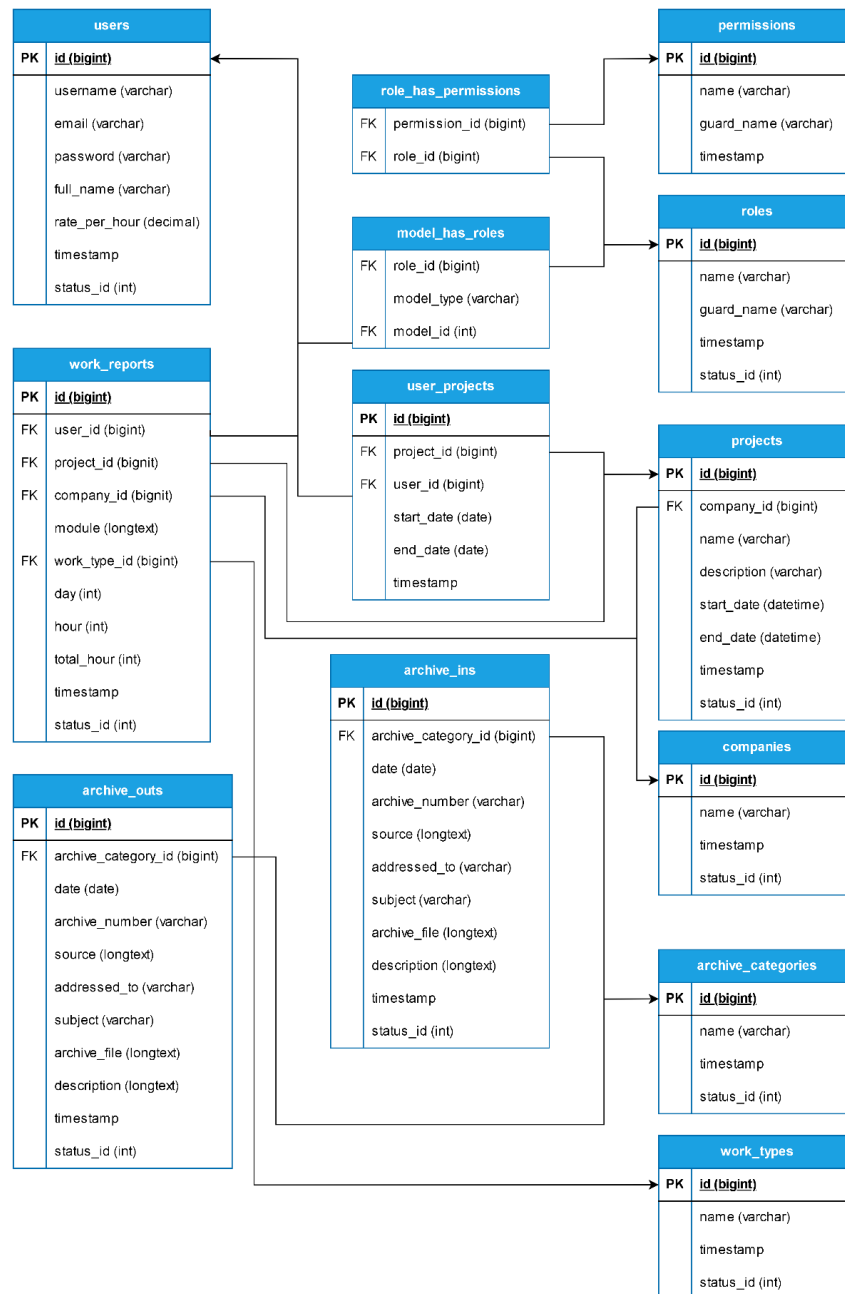 users
PK id (bigint)
username (varchar)
email (varchar)
password (varchar)
full_name (varchar)
rate_per_hour (decimal)
timestamp
status_id (int)
permissions
PK id (bigint)
name (varchar)
guard_name (varchar)
timestamp
role_has_permissions
FK permission_id (bigint)
FK role_id (bigint)
roles
PK id (bigint)
name (varchar)
guard_name (varchar)
timestamp
status_id (int)
model_has_roles
FK role_id (bigint)
model_type (varchar)
FK model_id (int)
work_reports
PK id (bigint)
FK user_id (bigint)
FK project_id (bignit)
FK company_id (bignit)
module (longtext)
FK work_type_id (bigint)
day (int)
hour (int)
total_hour (int)
timestamp
status_id (int)
user_projects
PK id (bigint)
FK project_id (bigint)
FK user_id (bigint)
start_date (date)
end_date (date)
timestamp
projects
PK id (bigint)
FK company_id (bigint)
name (varchar)
description (varchar)
start_date (datetime)
end_date (datetime)
timestamp
status_id (int)
archive_ins
PK id (bigint)
FK archive_category_id (bigint)
date (date)
archive_number (varchar)
source (longtext)
addressed_to (varchar)
subject (varchar)
archive_file (longtext)
description (longtext)
timestamp
status_id (int)
companies
PK id (bigint)
name (varchar)
timestamp
status_id (int)
archive_outs
PK id (bigint)
FK archive_category_id (bigint)
date (date)
archive_number (varchar)
source (longtext)
addressed_to (varchar)
subject (varchar)
archive_file (longtext)
description (longtext)
timestamp
status_id (int)
archive_categories
PK id (bigint)
name (varchar)
timestamp
status_id (int)
work_types
PK id (bigint)
name (varchar)
timestamp
status_id (int)